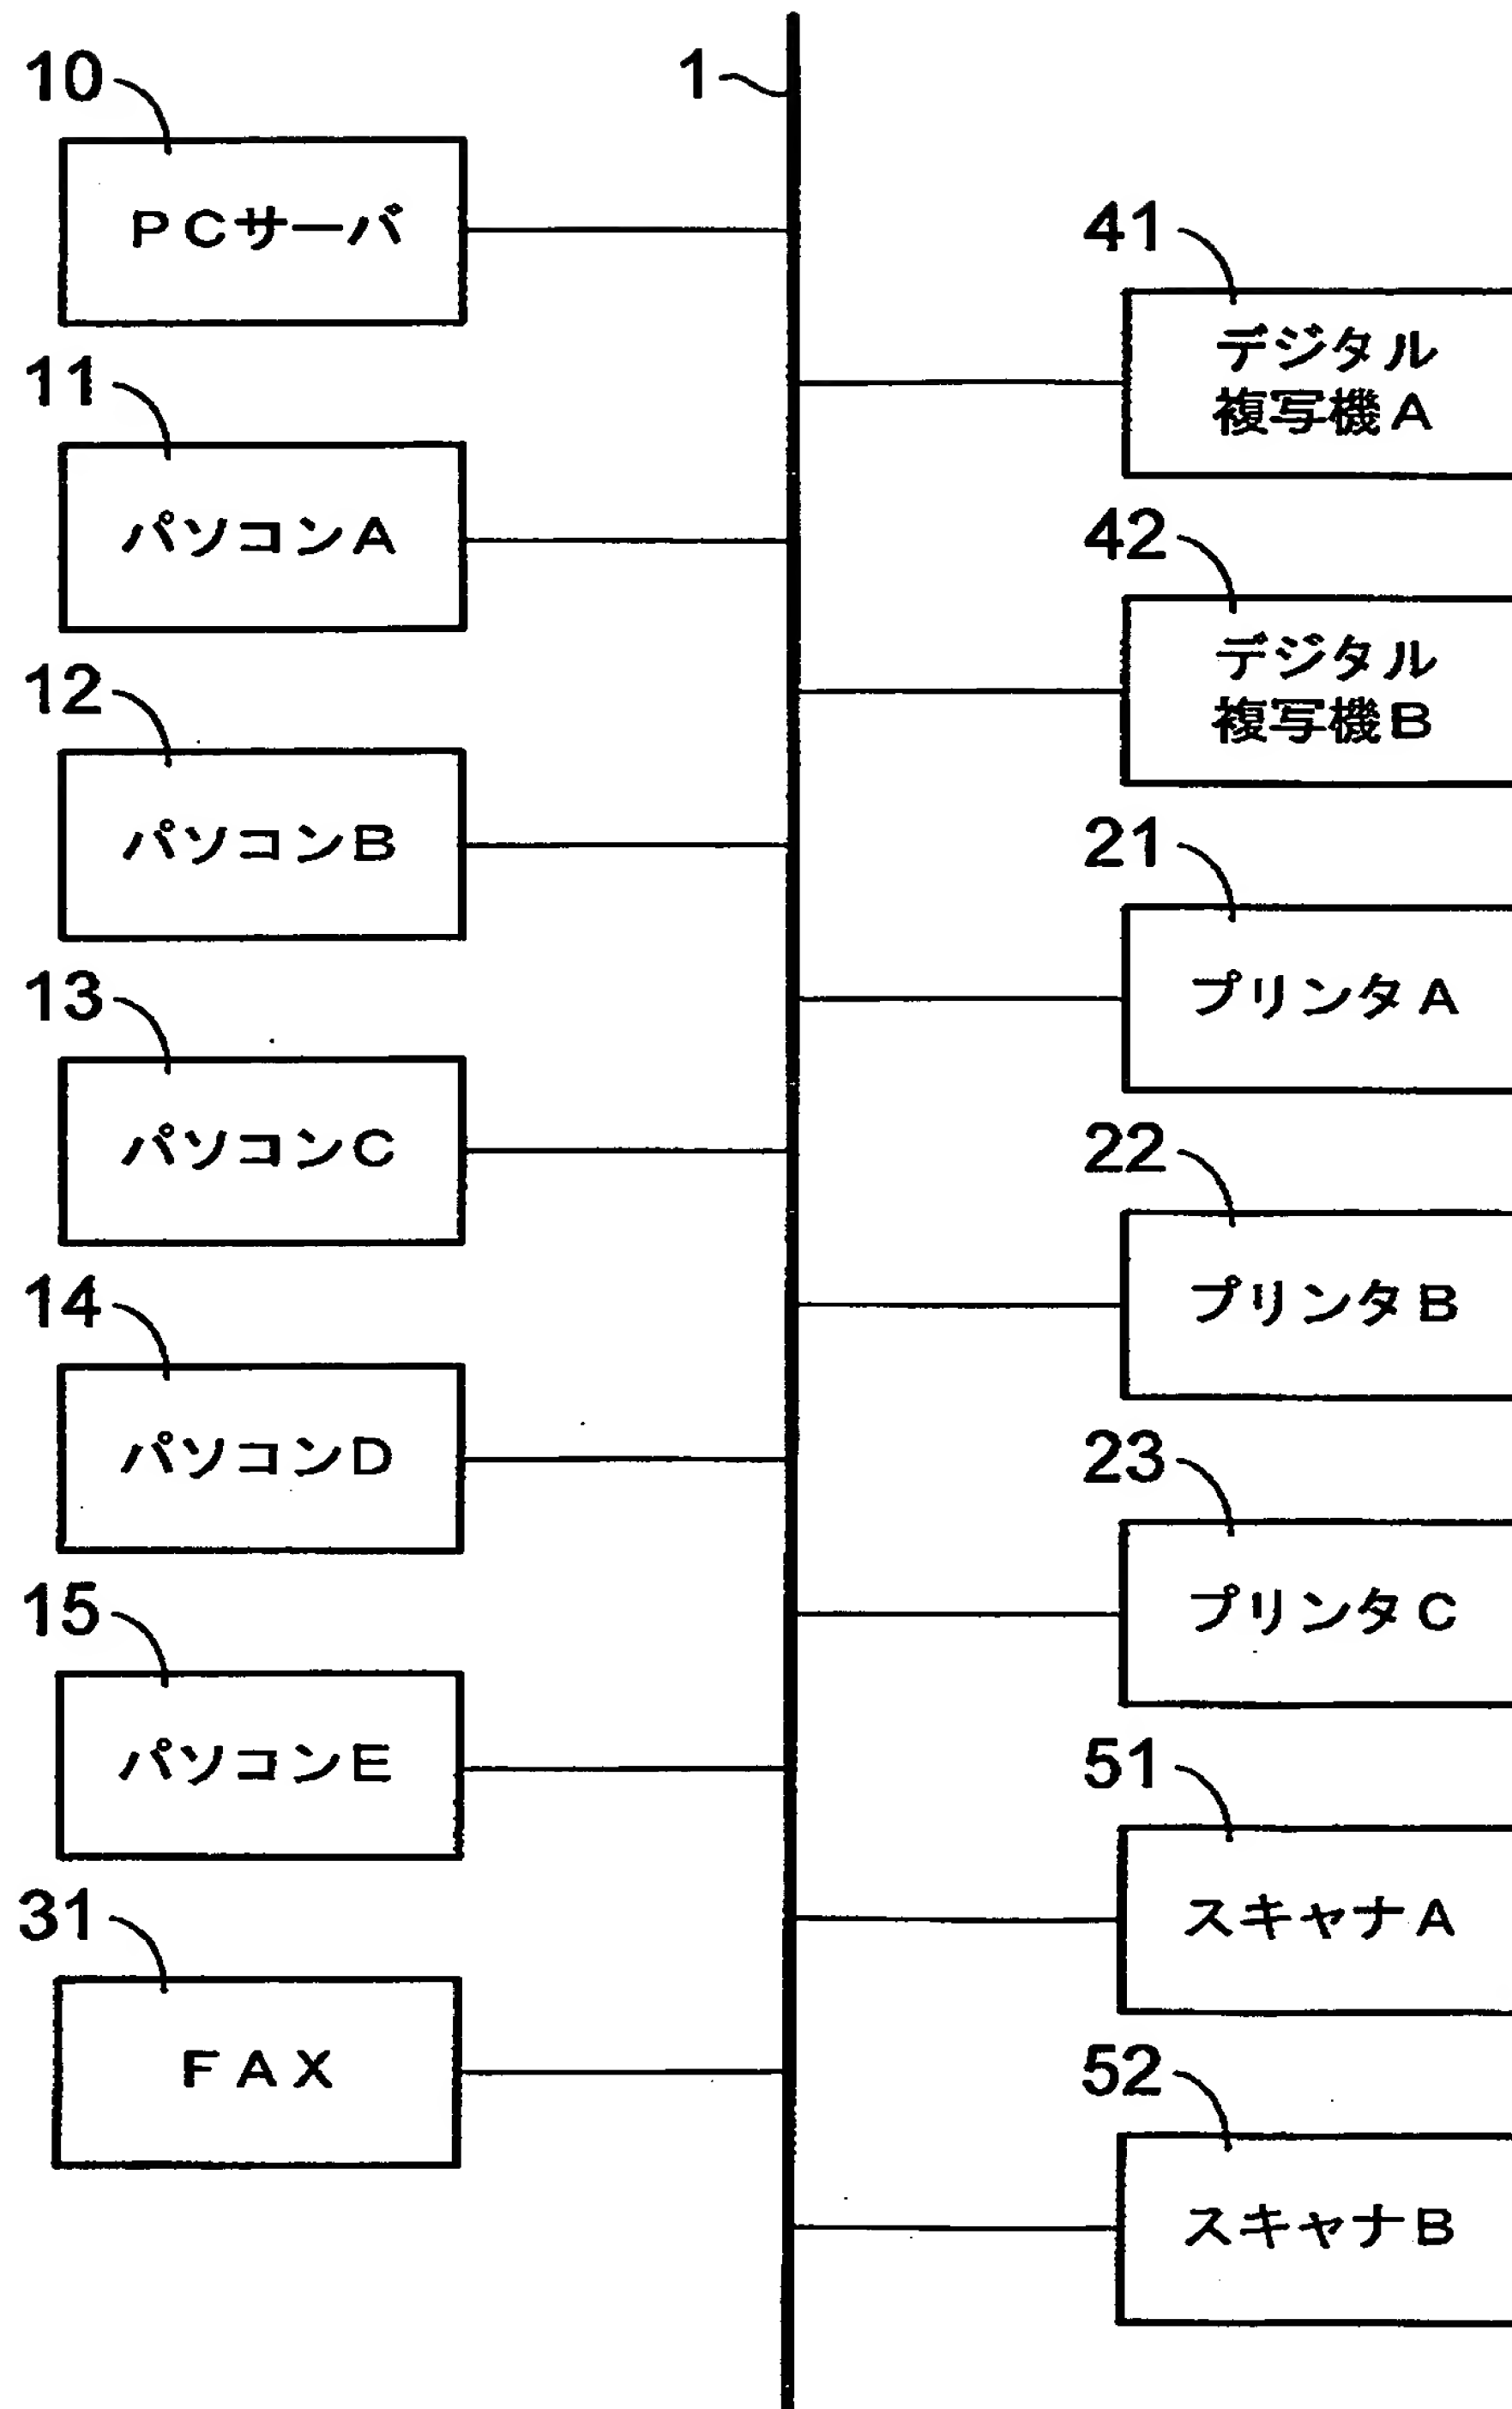 1
10
PCサーバ
11
パソコンA
12
パソコンB
13
パソコンC
14
パソコンD
15
パソコンE
31
FAX
41
デジタル
複写機A
42
デジタル
複写機B
21
プリンタA
22
プリンタB
23
プリンタC
51
スキャナA
52
スキャナB